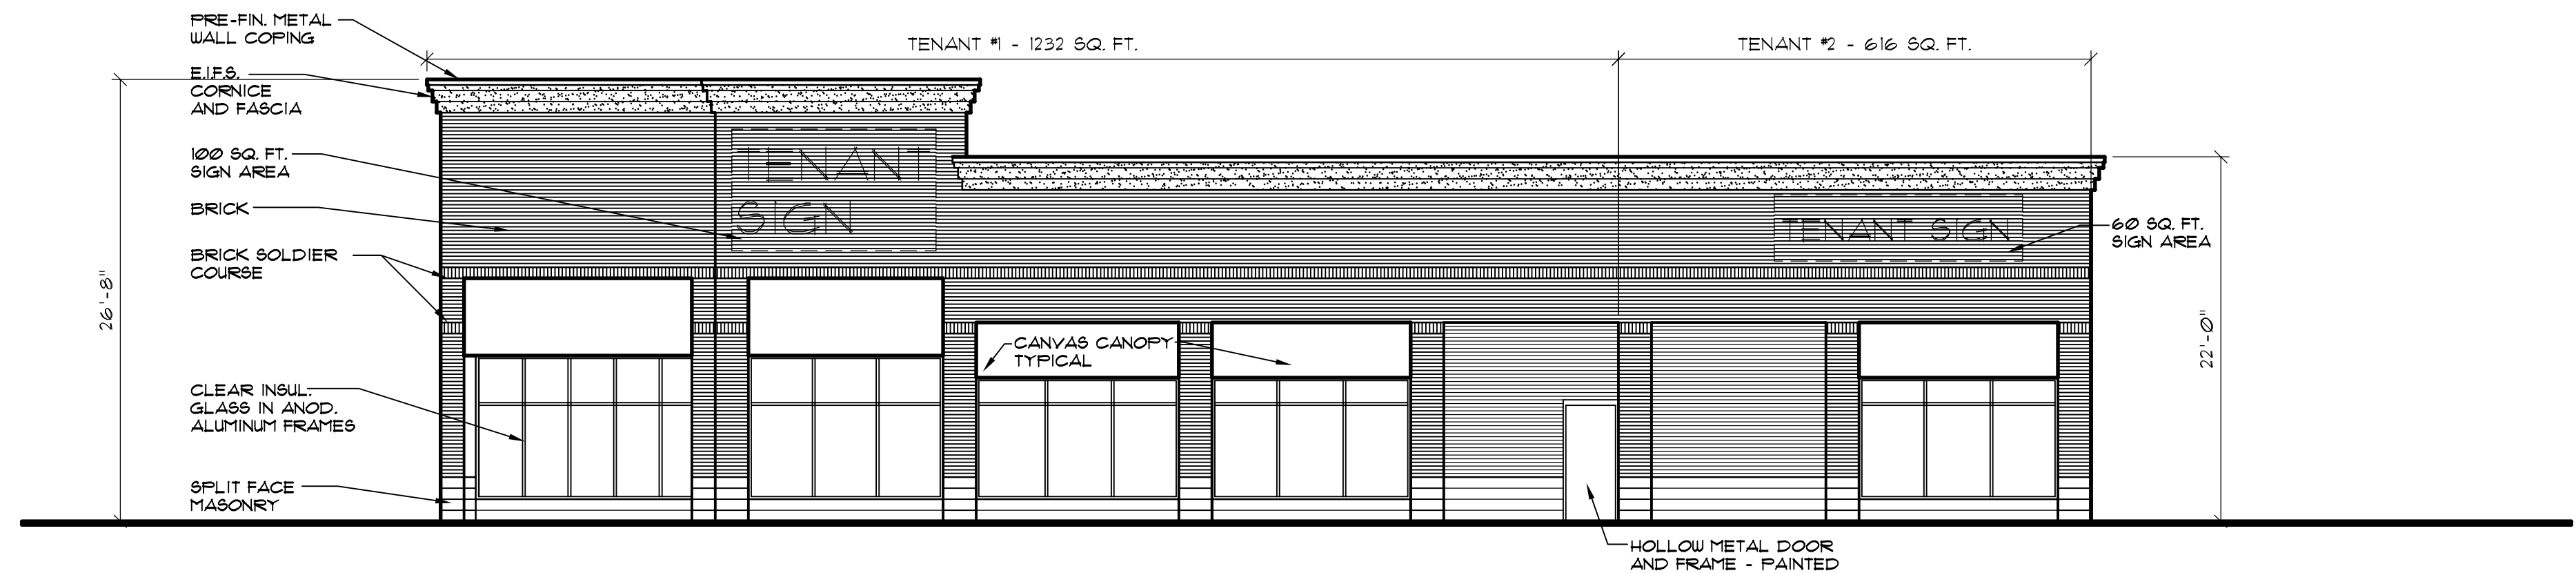 PRE-FIN. METAL
WALL COPING
TENANT #1 - 1232 SQ. FT.
TENANT #2 - 616 SQ. FT.
E.I.F.S.
CORNICE
AND FASCIA
100 SQ. FT.
SIGN AREA
TENANT
SIGN
BRICK
TENANT SIGN
60 SQ. FT.
SIGN AREA
BRICK SOLDIER
COURSE
26'-8"
22'-0"
CANVAS CANOPY
TYPICAL
CLEAR INSUL.
GLASS IN ANOD.
ALUMINUM FRAMES
SPLIT FACE
MASONRY
HOLLOW METAL DOOR
AND FRAME - PAINTED